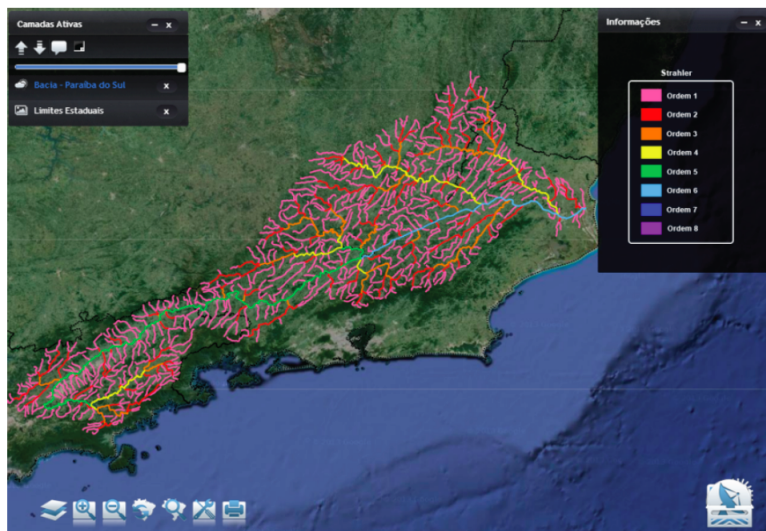 Camadas Ativas
Bacia - Paraíba do Sul
Limites Estaduais
Informações
Strahler
Ordem 1
Ordem 2
Ordem 3
Ordem 4
Ordem 5
Ordem 6
Ordem 7
Ordem 8